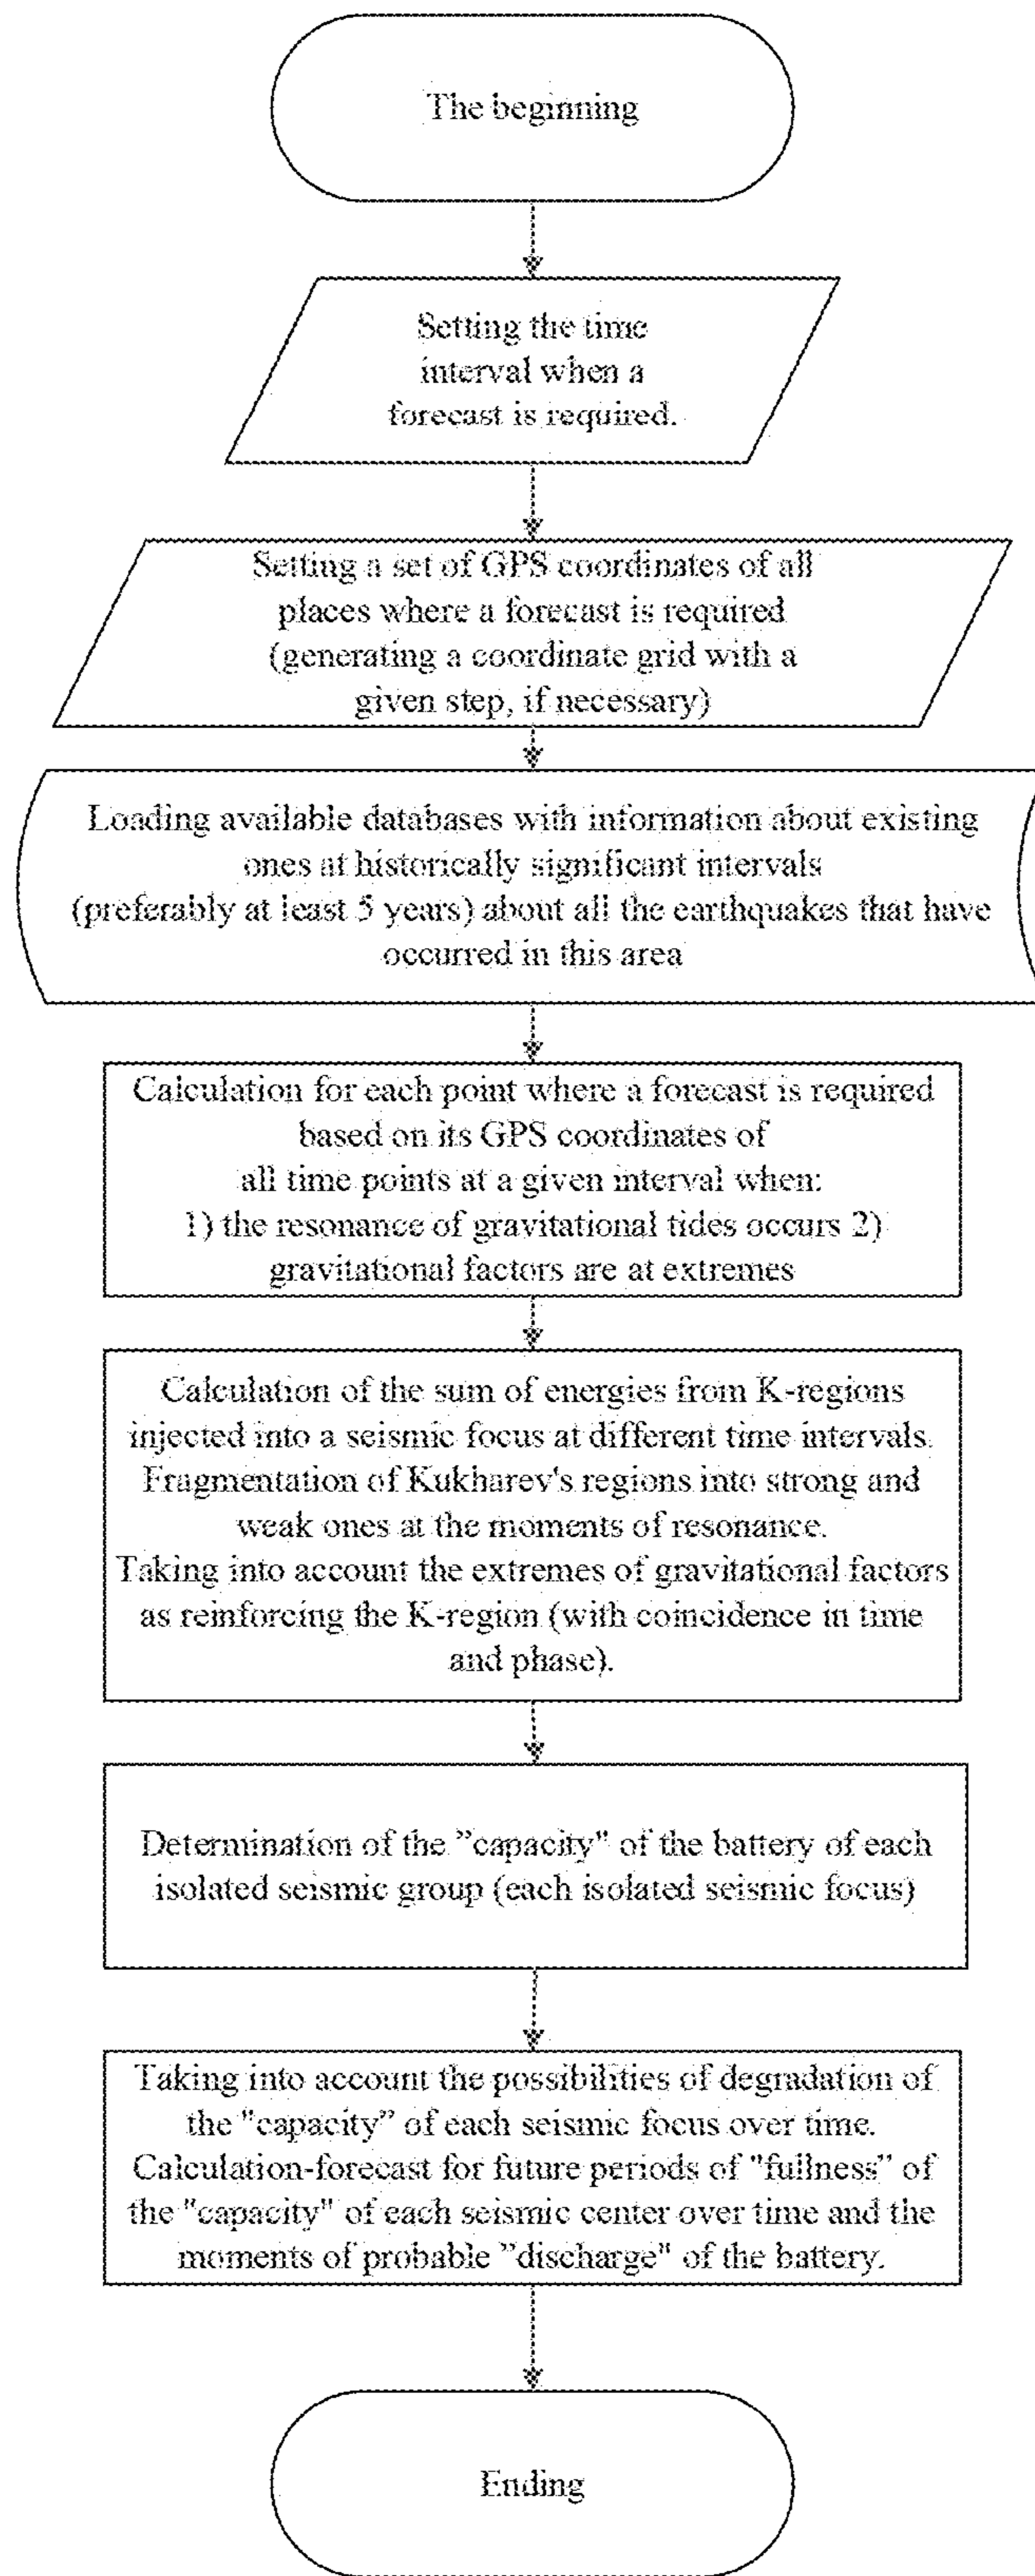 The beginning
Setting the time
interval when a
forecast is required.
Setting a set of GPS coordinates of all
places where a forecast is required
(generating a coordinate grid with a
given step, if necessary)
Loading available databases with information about existing
ones at historically significant intervals
(preferably at least 5 years) about all the earthquakes that have
occurred in this area
Calculation for each point where a forecast is required
based on its GPS coordinates of
all time points at a given interval when:
1) the resonance of gravitational tides occurs 2)
gravitational factors are at extremes
Calculation of the sum of energies from K-regions
injected into a seismic focus at different time intervals.
Fragmentation of Kukharev's regions into strong and
weak ones at the moments of resonance.
Taking into account the extremes of gravitational factors
as reinforcing the K-region (with coincidence in time
and phase).
Determination of the ”capacity" of the battery of each
isolated seismic group (each isolated seismic focus)
Taking into account the possibilities of degradation of
the "capacity” of each seismic focus over time.
Calculation-forecast for future periods of "fullness” of
the "capacity" of each seismic center over time and the
moments of probable ”discharge" of the battery.
Ending